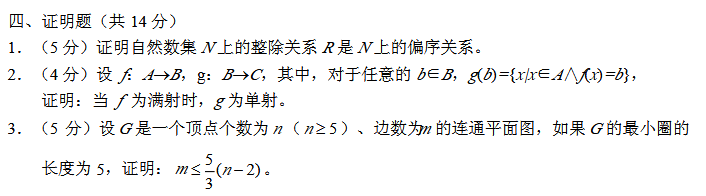 四、证明题（共 14 分）
1．（5 分）证明自然数集 N 上的整除关系 R 是 N 上的偏序关系。
2．（4 分）设 f：A→B，g：B→C，其中，对于任意的 b∈B，g(b)={x|x∈A∧f(x)=b}，
证明：当 f 为满射时，g 为单射。
3．（5 分）设 G 是一个顶点个数为 n（ n≥5 ）、边数为m 的连通平面图，如果 G 的最小圈的
长度为 5，证明：m≤5/3(n−2)。